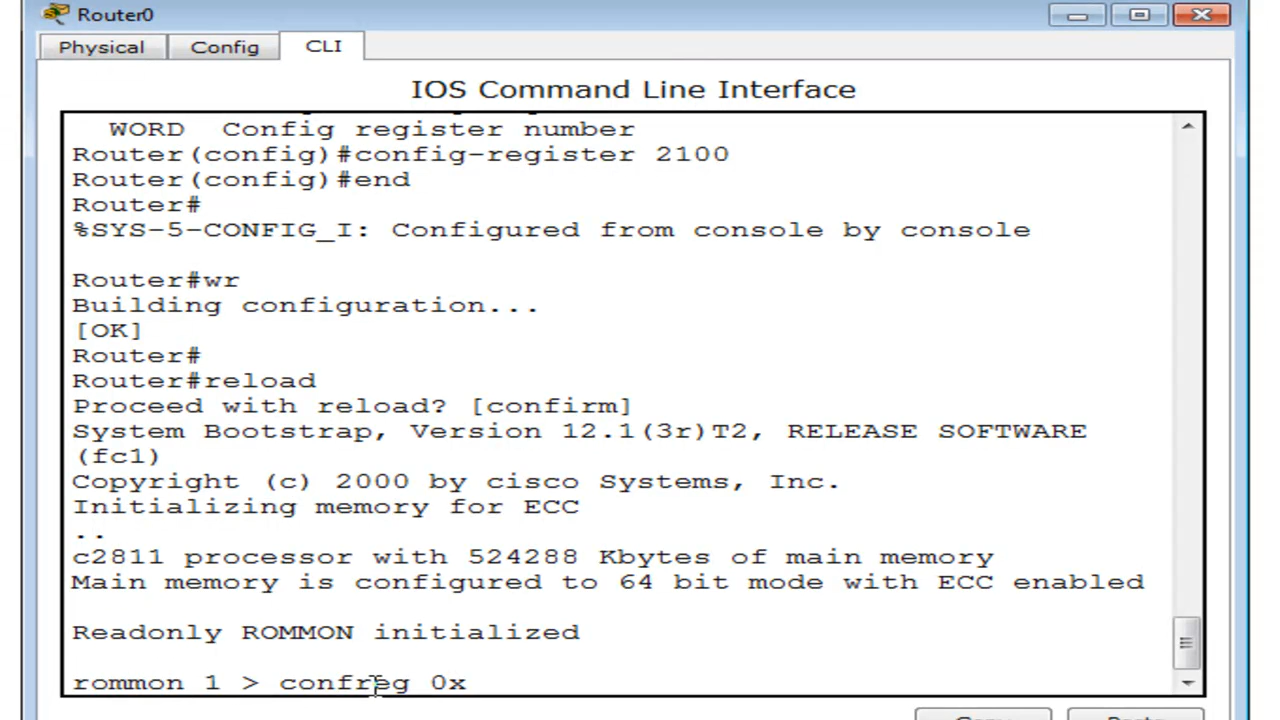 Router0
Physical Config CLI
IOS Command Line Interface
WORD Config register number
Router(config)#config-register 2100
Router(config)#end
Router#
%SYS-5-CONFIG_I: Configured from console by console
Router#wr
Building configuration...
[OK]
Router#
Router#reload
Proceed with reload? [confirm]
System Bootstrap, Version 12.1(3r)T2, RELEASE SOFTWARE
(fc1)
Copyright (c) 2000 by cisco Systems, Inc.
Initializing memory for ECC
..
c2811 processor with 524288 Kbytes of main memory
Main memory is configured to 64 bit mode with ECC enabled
Readonly ROMMON initialized
rommon 1 > confreg 0x